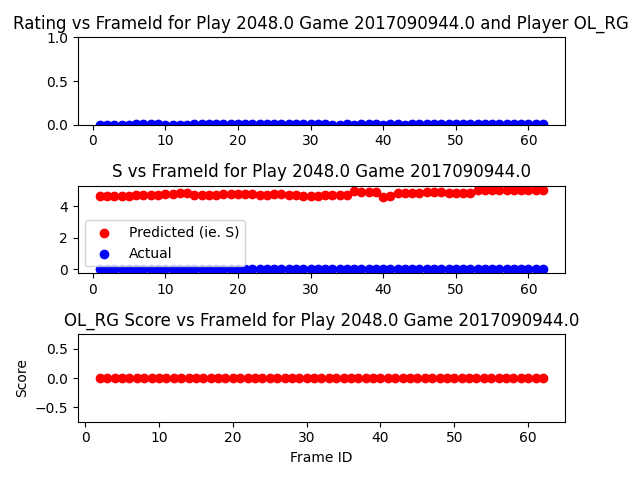 Rating vs FrameId for Play 2048.0 Game 2017090944.0 and Player OL_RG
1.0
0.5
0.0
0 10 20 30 40 50 60
S vs FrameId for Play 2048.0 Game 2017090944.0
4
2
0
Predicted (ie. S)
Actual
0 10 20 30 40 50 60
OL_RG Score vs FrameId for Play 2048.0 Game 2017090944.0
Score
0.5
0.0
−0.5
0 10 20 30 40 50 60
Frame ID